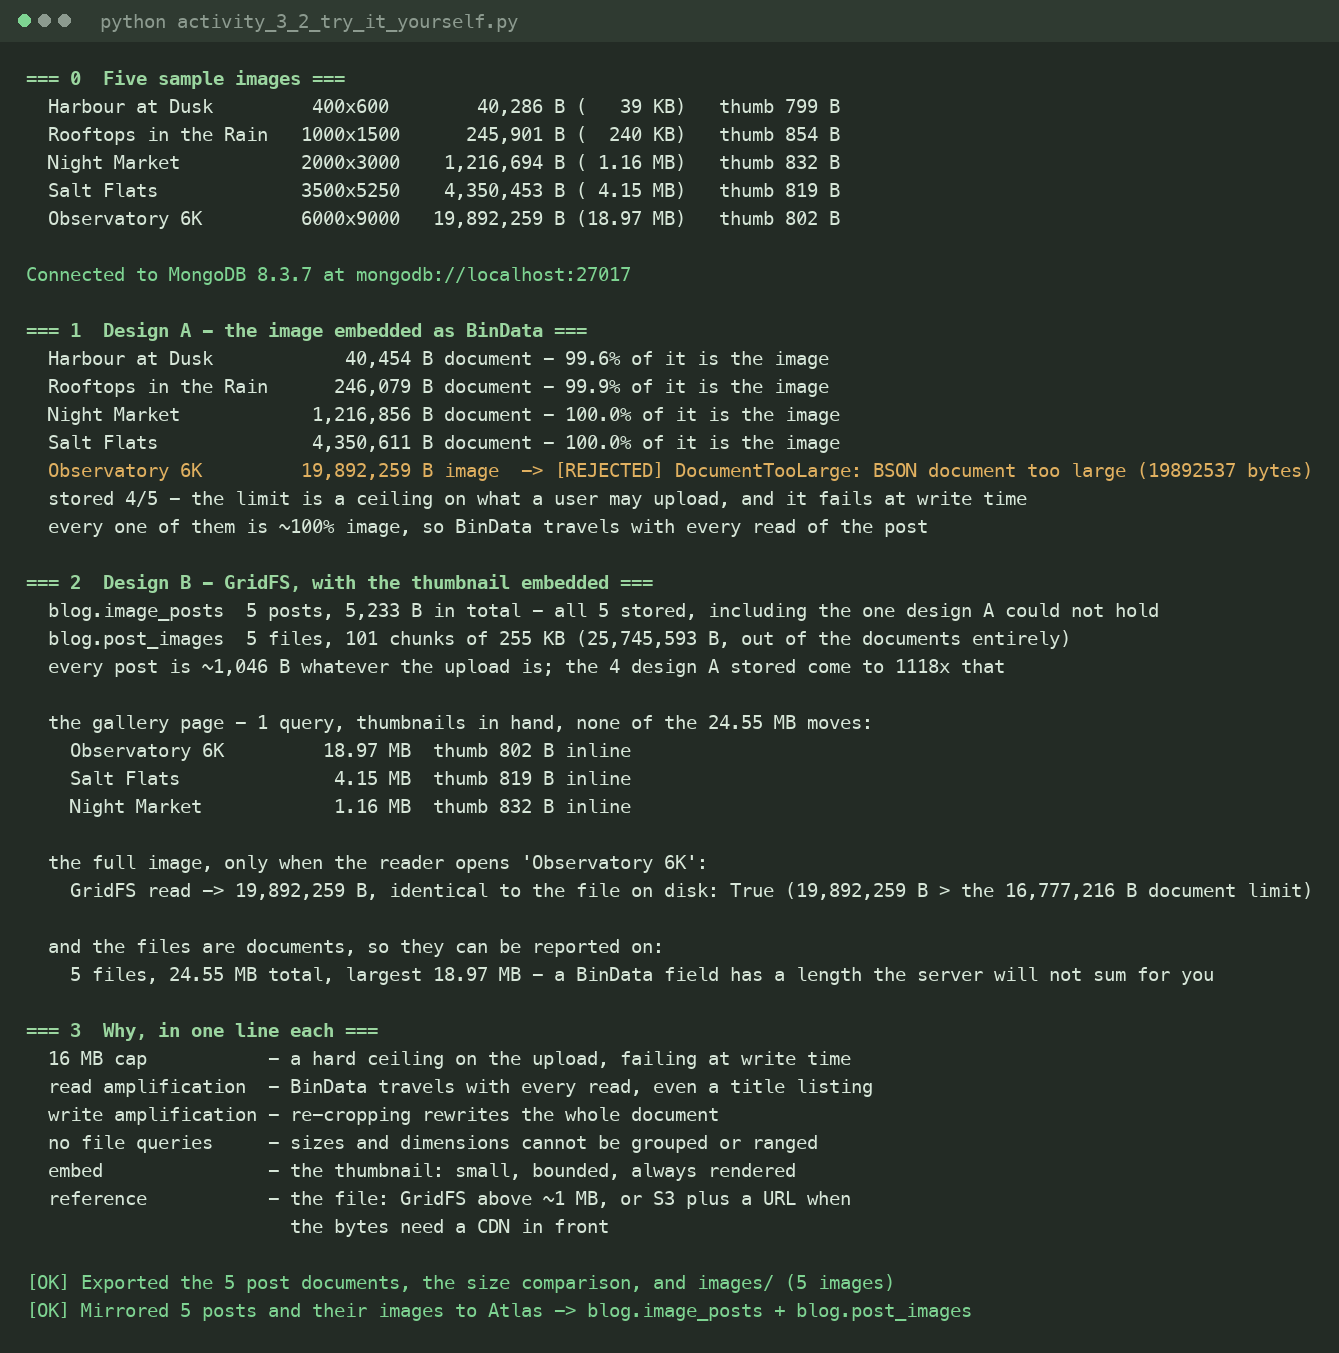 python activity_3_2_try_it_yourself.py
=== 0  Five sample images ===
Harbour at Dusk         400x600        40,286 B (   39 KB)   thumb 799 B
Rooftops in the Rain   1000x1500      245,901 B (  240 KB)   thumb 854 B
Night Market           2000x3000    1,216,694 B ( 1.16 MB)   thumb 832 B
Salt Flats             3500x5250    4,350,453 B ( 4.15 MB)   thumb 819 B
Observatory 6K         6000x9000   19,892,259 B (18.97 MB)   thumb 802 B
Connected to MongoDB 8.3.7 at mongodb://localhost:27017
=== 1  Design A — the image embedded as BinData ===
Harbour at Dusk            40,454 B document — 99.6% of it is the image
Rooftops in the Rain      246,079 B document — 99.9% of it is the image
Night Market            1,216,856 B document — 100.0% of it is the image
Salt Flats              4,350,611 B document — 100.0% of it is the image
Observatory 6K         19,892,259 B image  -> [REJECTED] DocumentTooLarge: BSON document too large (19892537 bytes)
stored 4/5 — the limit is a ceiling on what a user may upload, and it fails at write time
every one of them is ~100% image, so BinData travels with every read of the post
=== 2  Design B — GridFS, with the thumbnail embedded ===
blog.image_posts  5 posts, 5,233 B in total — all 5 stored, including the one design A could not hold
blog.post_images  5 files, 101 chunks of 255 KB (25,745,593 B, out of the documents entirely)
every post is ~1,046 B whatever the upload is; the 4 design A stored come to 1118x that
the gallery page — 1 query, thumbnails in hand, none of the 24.55 MB moves:
Observatory 6K         18.97 MB  thumb 802 B inline
Salt Flats              4.15 MB  thumb 819 B inline
Night Market            1.16 MB  thumb 832 B inline
the full image, only when the reader opens 'Observatory 6K':
GridFS read -> 19,892,259 B, identical to the file on disk: True (19,892,259 B > the 16,777,216 B document limit)
and the files are documents, so they can be reported on:
5 files, 24.55 MB total, largest 18.97 MB — a BinData field has a length the server will not sum for you
=== 3  Why, in one line each ===
16 MB cap           — a hard ceiling on the upload, failing at write time
read amplification  — BinData travels with every read, even a title listing
write amplification — re-cropping rewrites the whole document
no file queries     — sizes and dimensions cannot be grouped or ranged
embed               — the thumbnail: small, bounded, always rendered
reference           — the file: GridFS above ~1 MB, or S3 plus a URL when
the bytes need a CDN in front
[OK] Exported the 5 post documents, the size comparison, and images/ (5 images)
[OK] Mirrored 5 posts and their images to Atlas -> blog.image_posts + blog.post_images